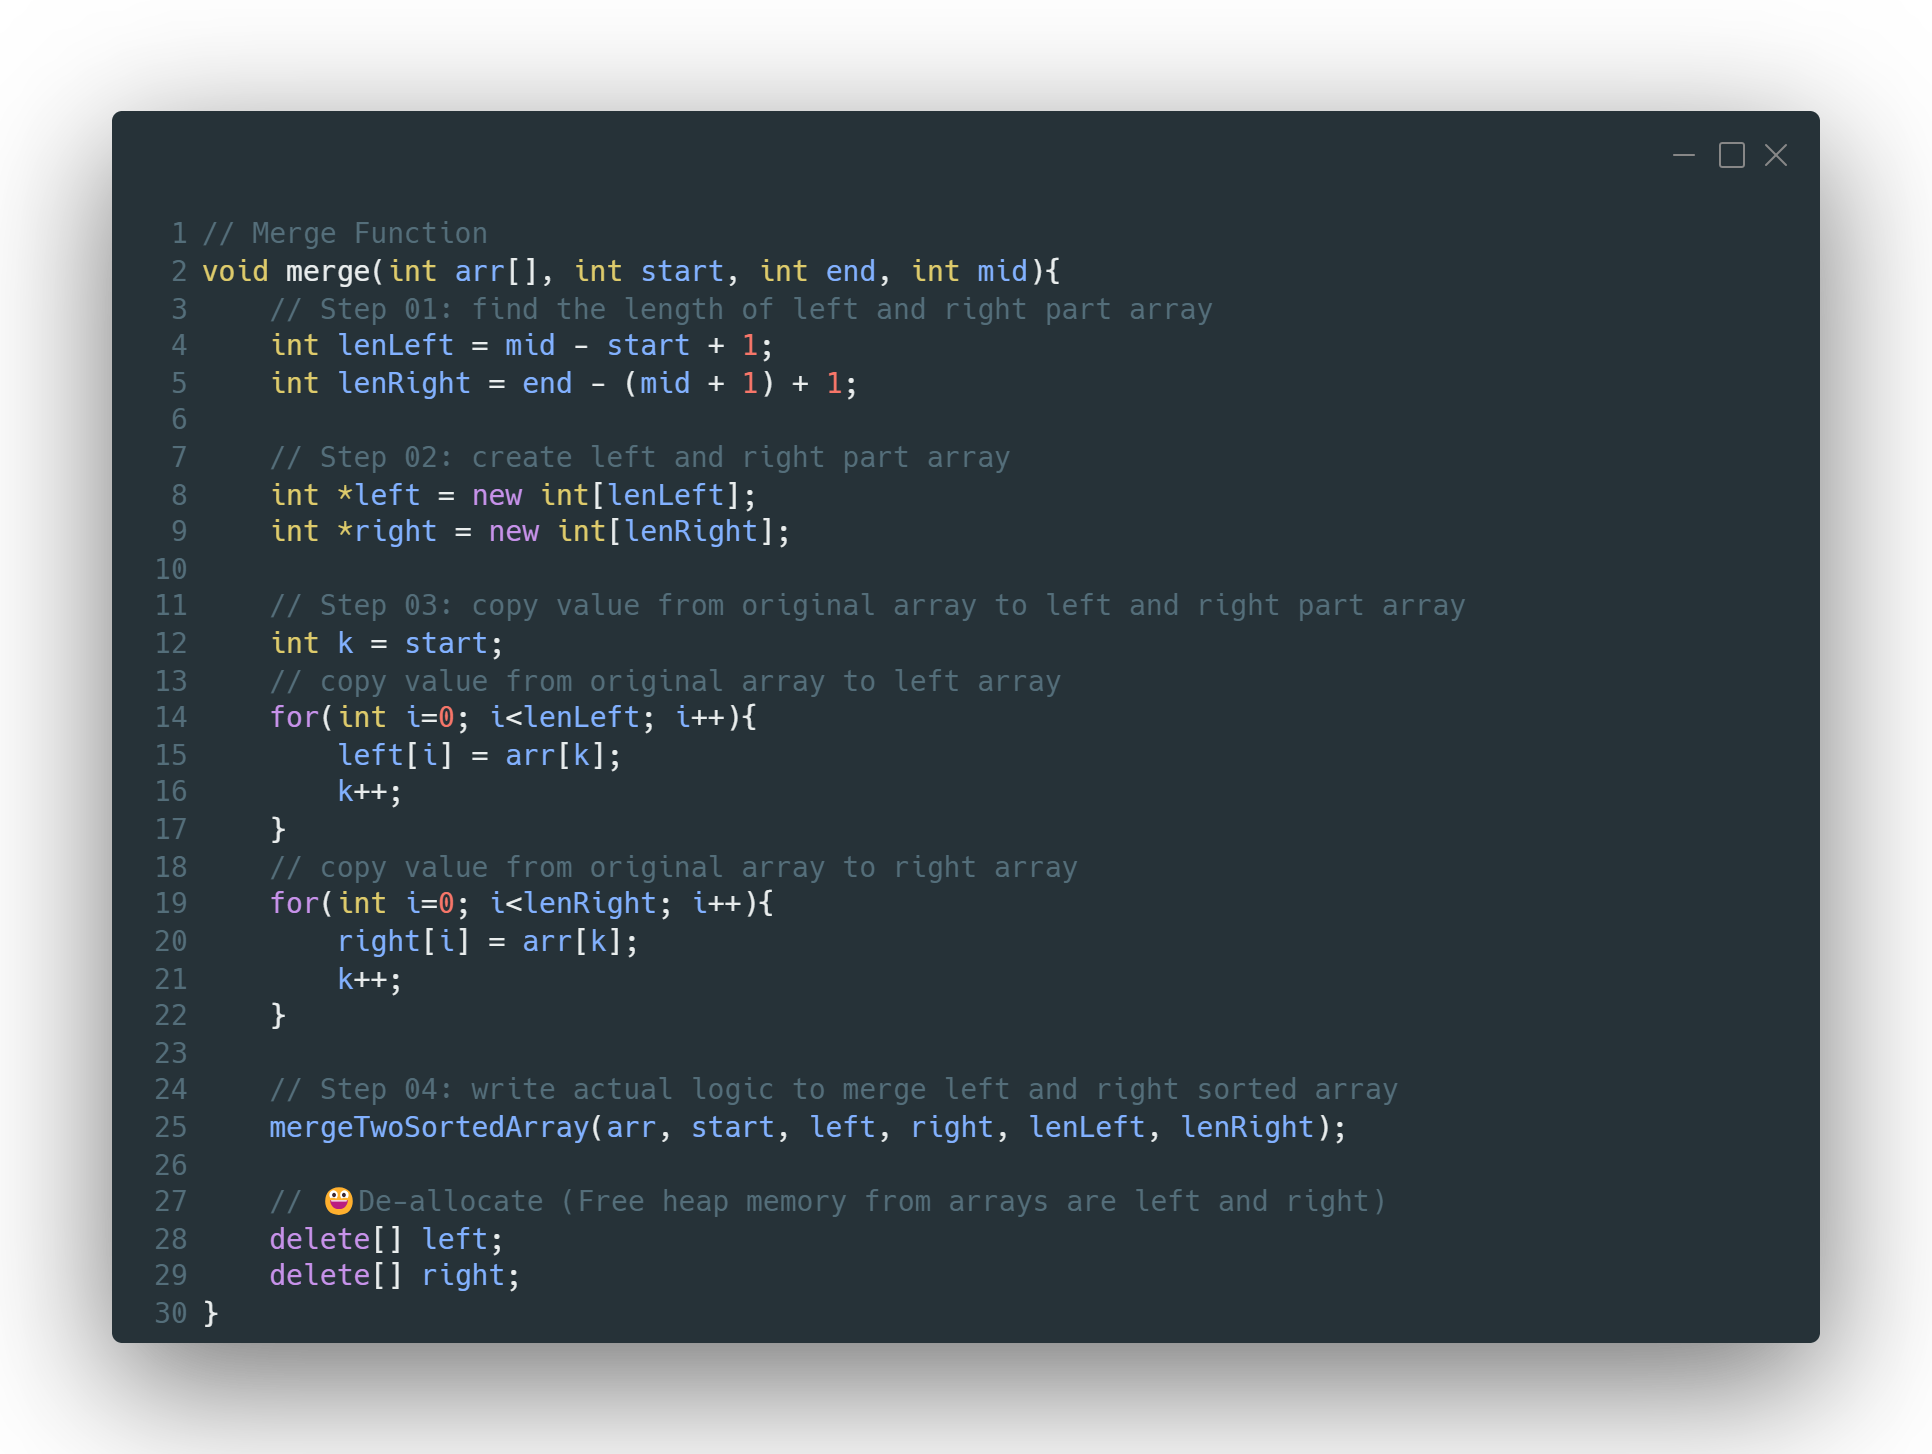 1 // Merge Function
2 void merge(int arr[], int start, int end, int mid){
3     // Step 01: find the length of left and right part array
4     int lenLeft = mid - start + 1;
5     int lenRight = end - (mid + 1) + 1;
6
7     // Step 02: create left and right part array
8     int *left = new int[lenLeft];
9     int *right = new int[lenRight];
10
11     // Step 03: copy value from original array to left and right part array
12     int k = start;
13     // copy value from original array to left array
14     for(int i=0; i<lenLeft; i++){
15         left[i] = arr[k];
16         k++;
17     }
18     // copy value from original array to right array
19     for(int i=0; i<lenRight; i++){
20         right[i] = arr[k];
21         k++;
22     }
23
24     // Step 04: write actual logic to merge left and right sorted array
25     mergeTwoSortedArray(arr, start, left, right, lenLeft, lenRight);
26
27     // 😀De-allocate (Free heap memory from arrays are left and right)
28     delete[] left;
29     delete[] right;
30 }